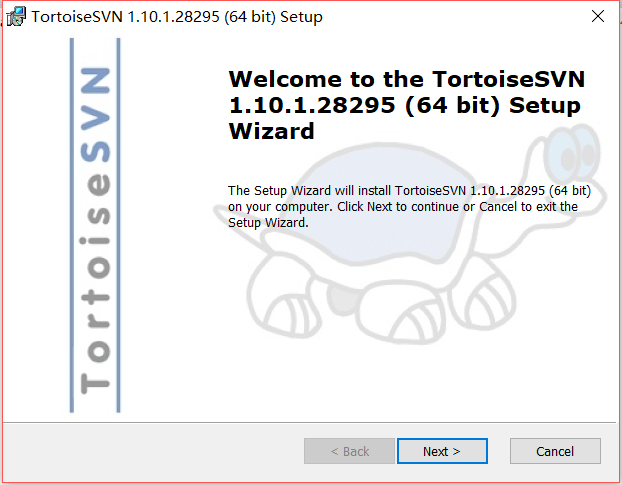 TortoiseSVN 1.10.1.28295 (64 bit) Setup
TortoiseSVN
Welcome to the TortoiseSVN
1.10.1.28295 (64 bit) Setup
Wizard
The Setup Wizard will install TortoiseSVN 1.10.1.28295 (64 bit)
on your computer. Click Next to continue or Cancel to exit the
Setup Wizard.
< Back
Next >
Cancel